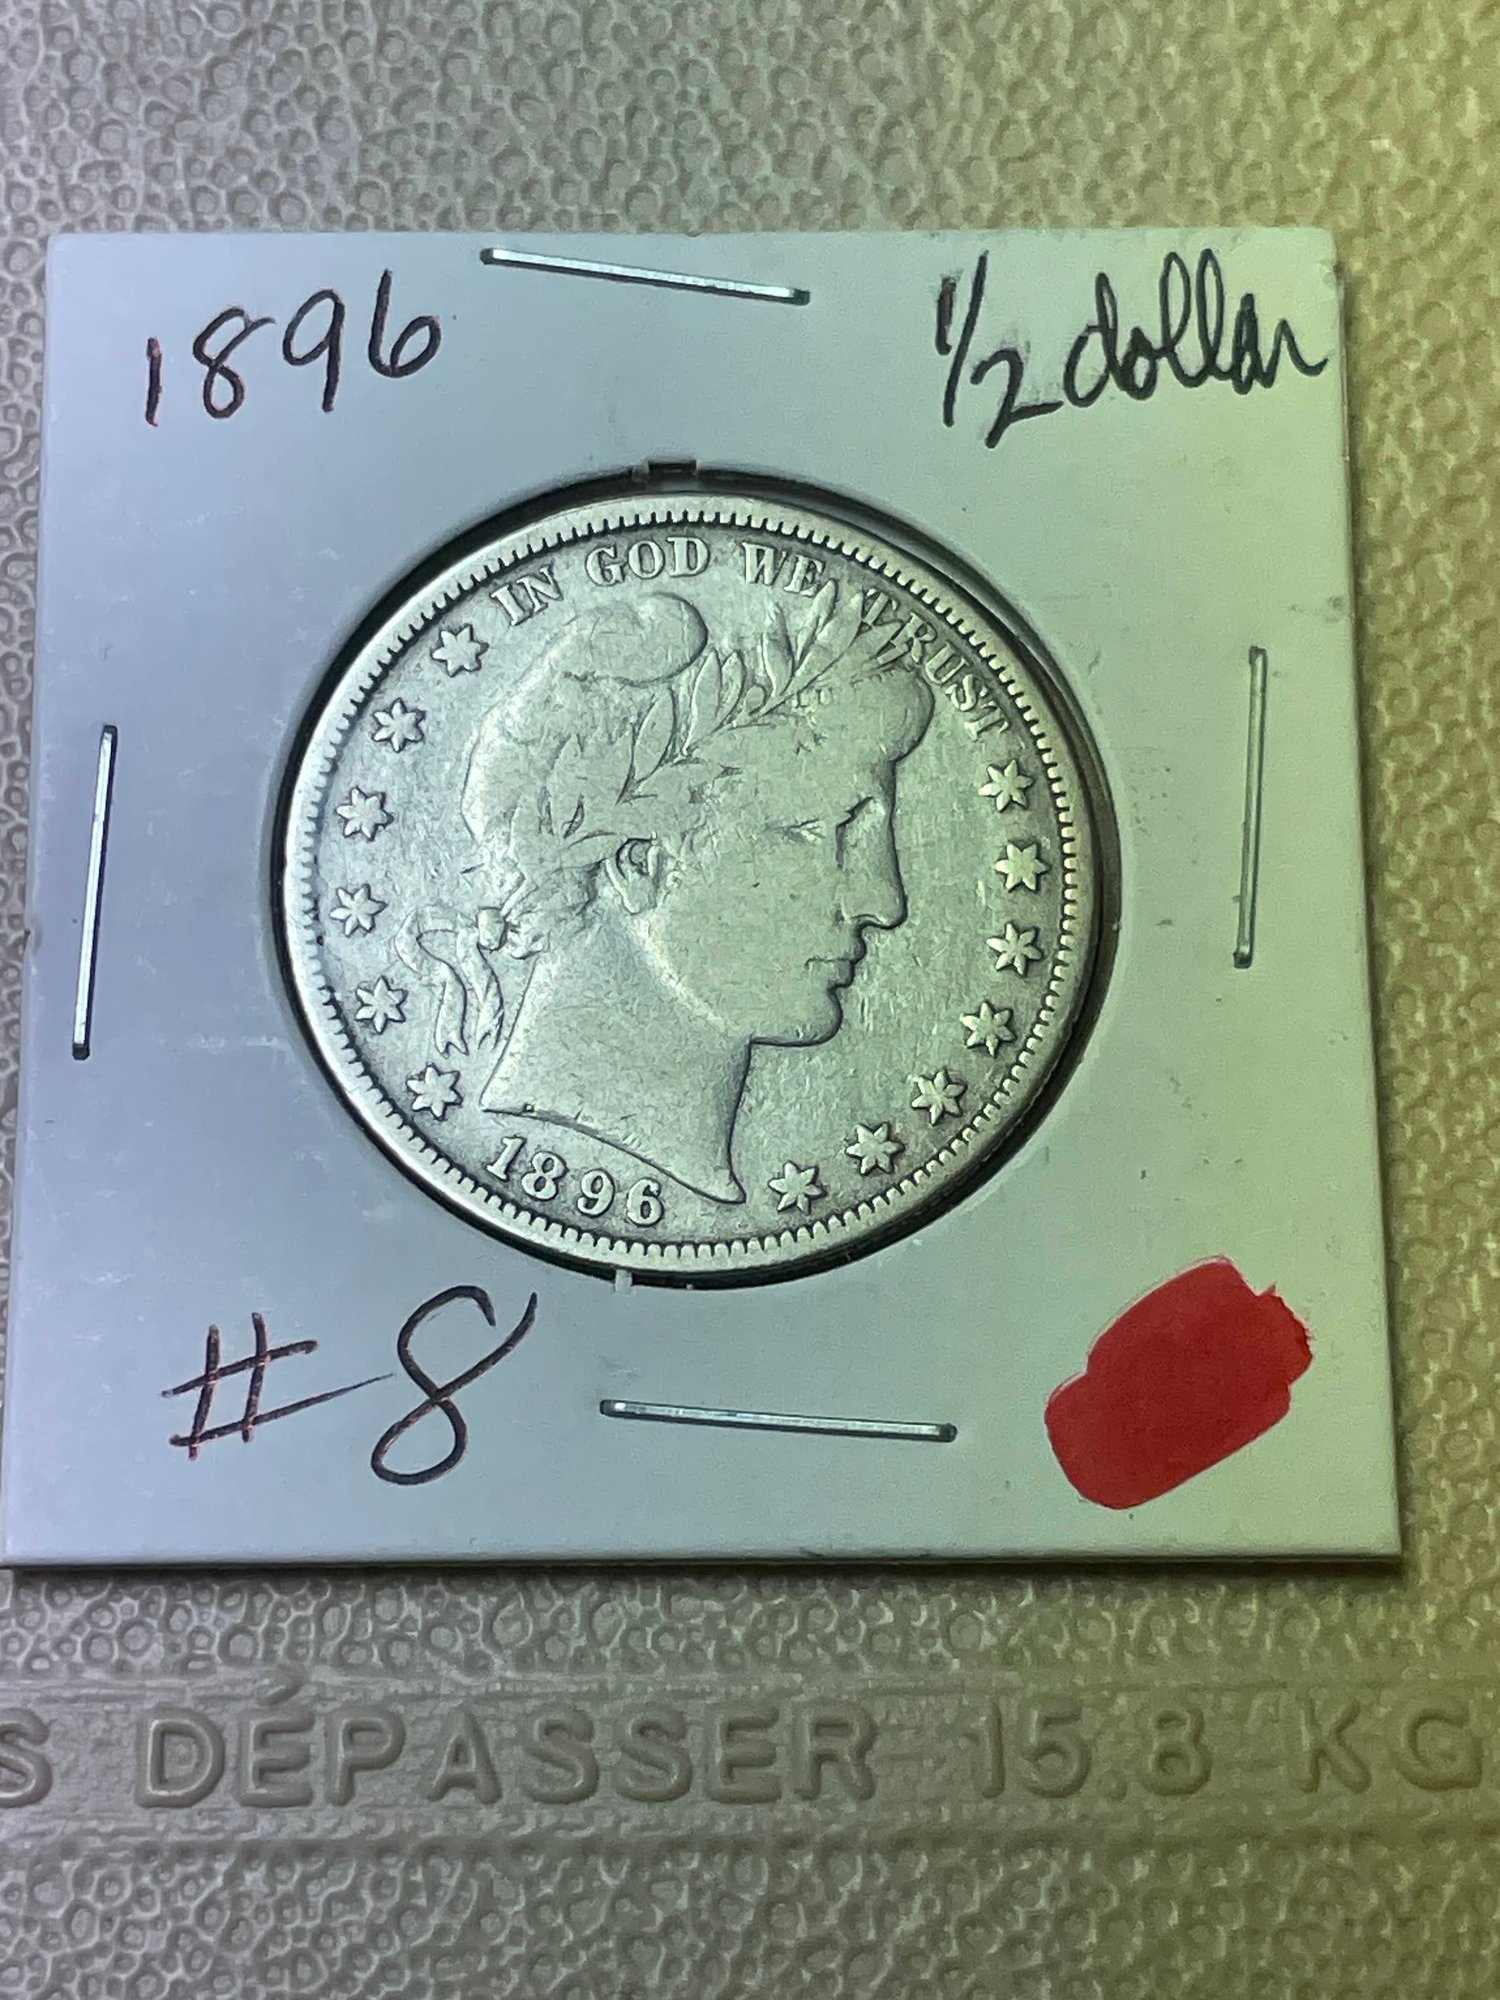 1896 1/2 dollar
IN GOD WE TRUST
1896
#8
S DÉPASSER 15.8 KG